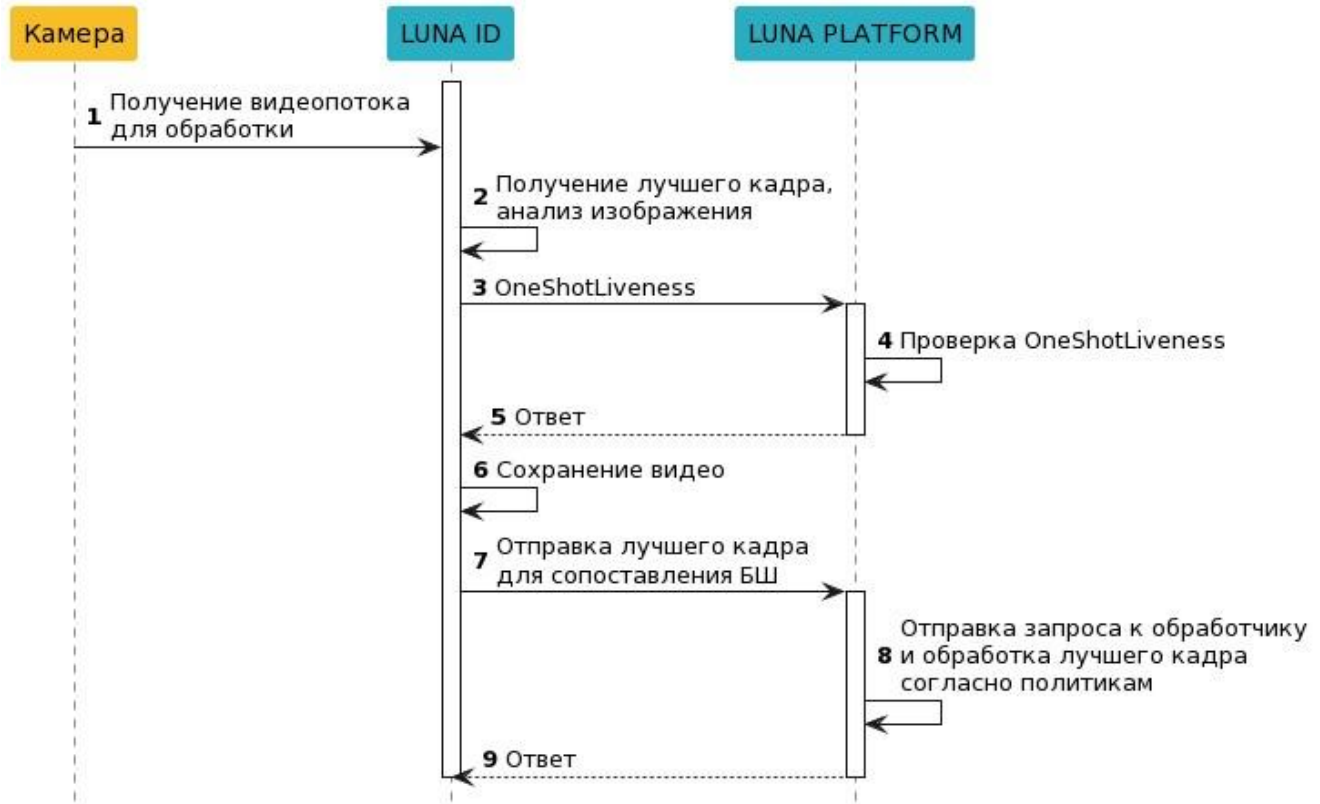 Камера
LUNA ID
LUNA PLATFORM
1 Получение видеопотока
для обработки
2 Получение лучшего кадра,
анализ изображения
3 OneShotLiveness
4 Проверка OneShotLiveness
5 Ответ
6 Сохранение видео
7 Отправка лучшего кадра
для сопоставления БШ
Отправка запроса к обработчику
8 и обработка лучшего кадра
согласно политикам
9 Ответ